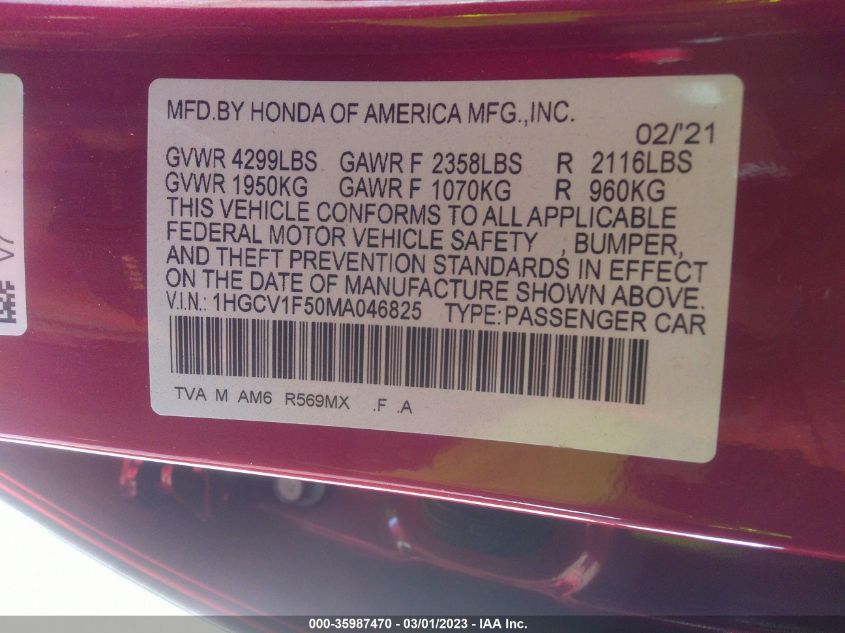 MFD.BY HONDA OF AMERICA MFG.,INC.
02/'21
GVWR 4299LBS GAWR F 2358LBS R 2116LBS
GVWR 1950KG GAWR F 1070KG R 960KG
THIS VEHICLE CONFORMS TO ALL APPLICABLE
FEDERAL MOTOR VEHICLE SAFETY , BUMPER,
AND THEFT PREVENTION STANDARDS IN EFFECT
ON THE DATE OF MANUFACTURE SHOWN ABOVE.
V.I.N.: 1HGCV1F50MA046825 TYPE:PASSENGER CAR
TVA M AM6 R569MX .F .A
V7
000-35987470 — 03/01/2023 — IAA Inc.